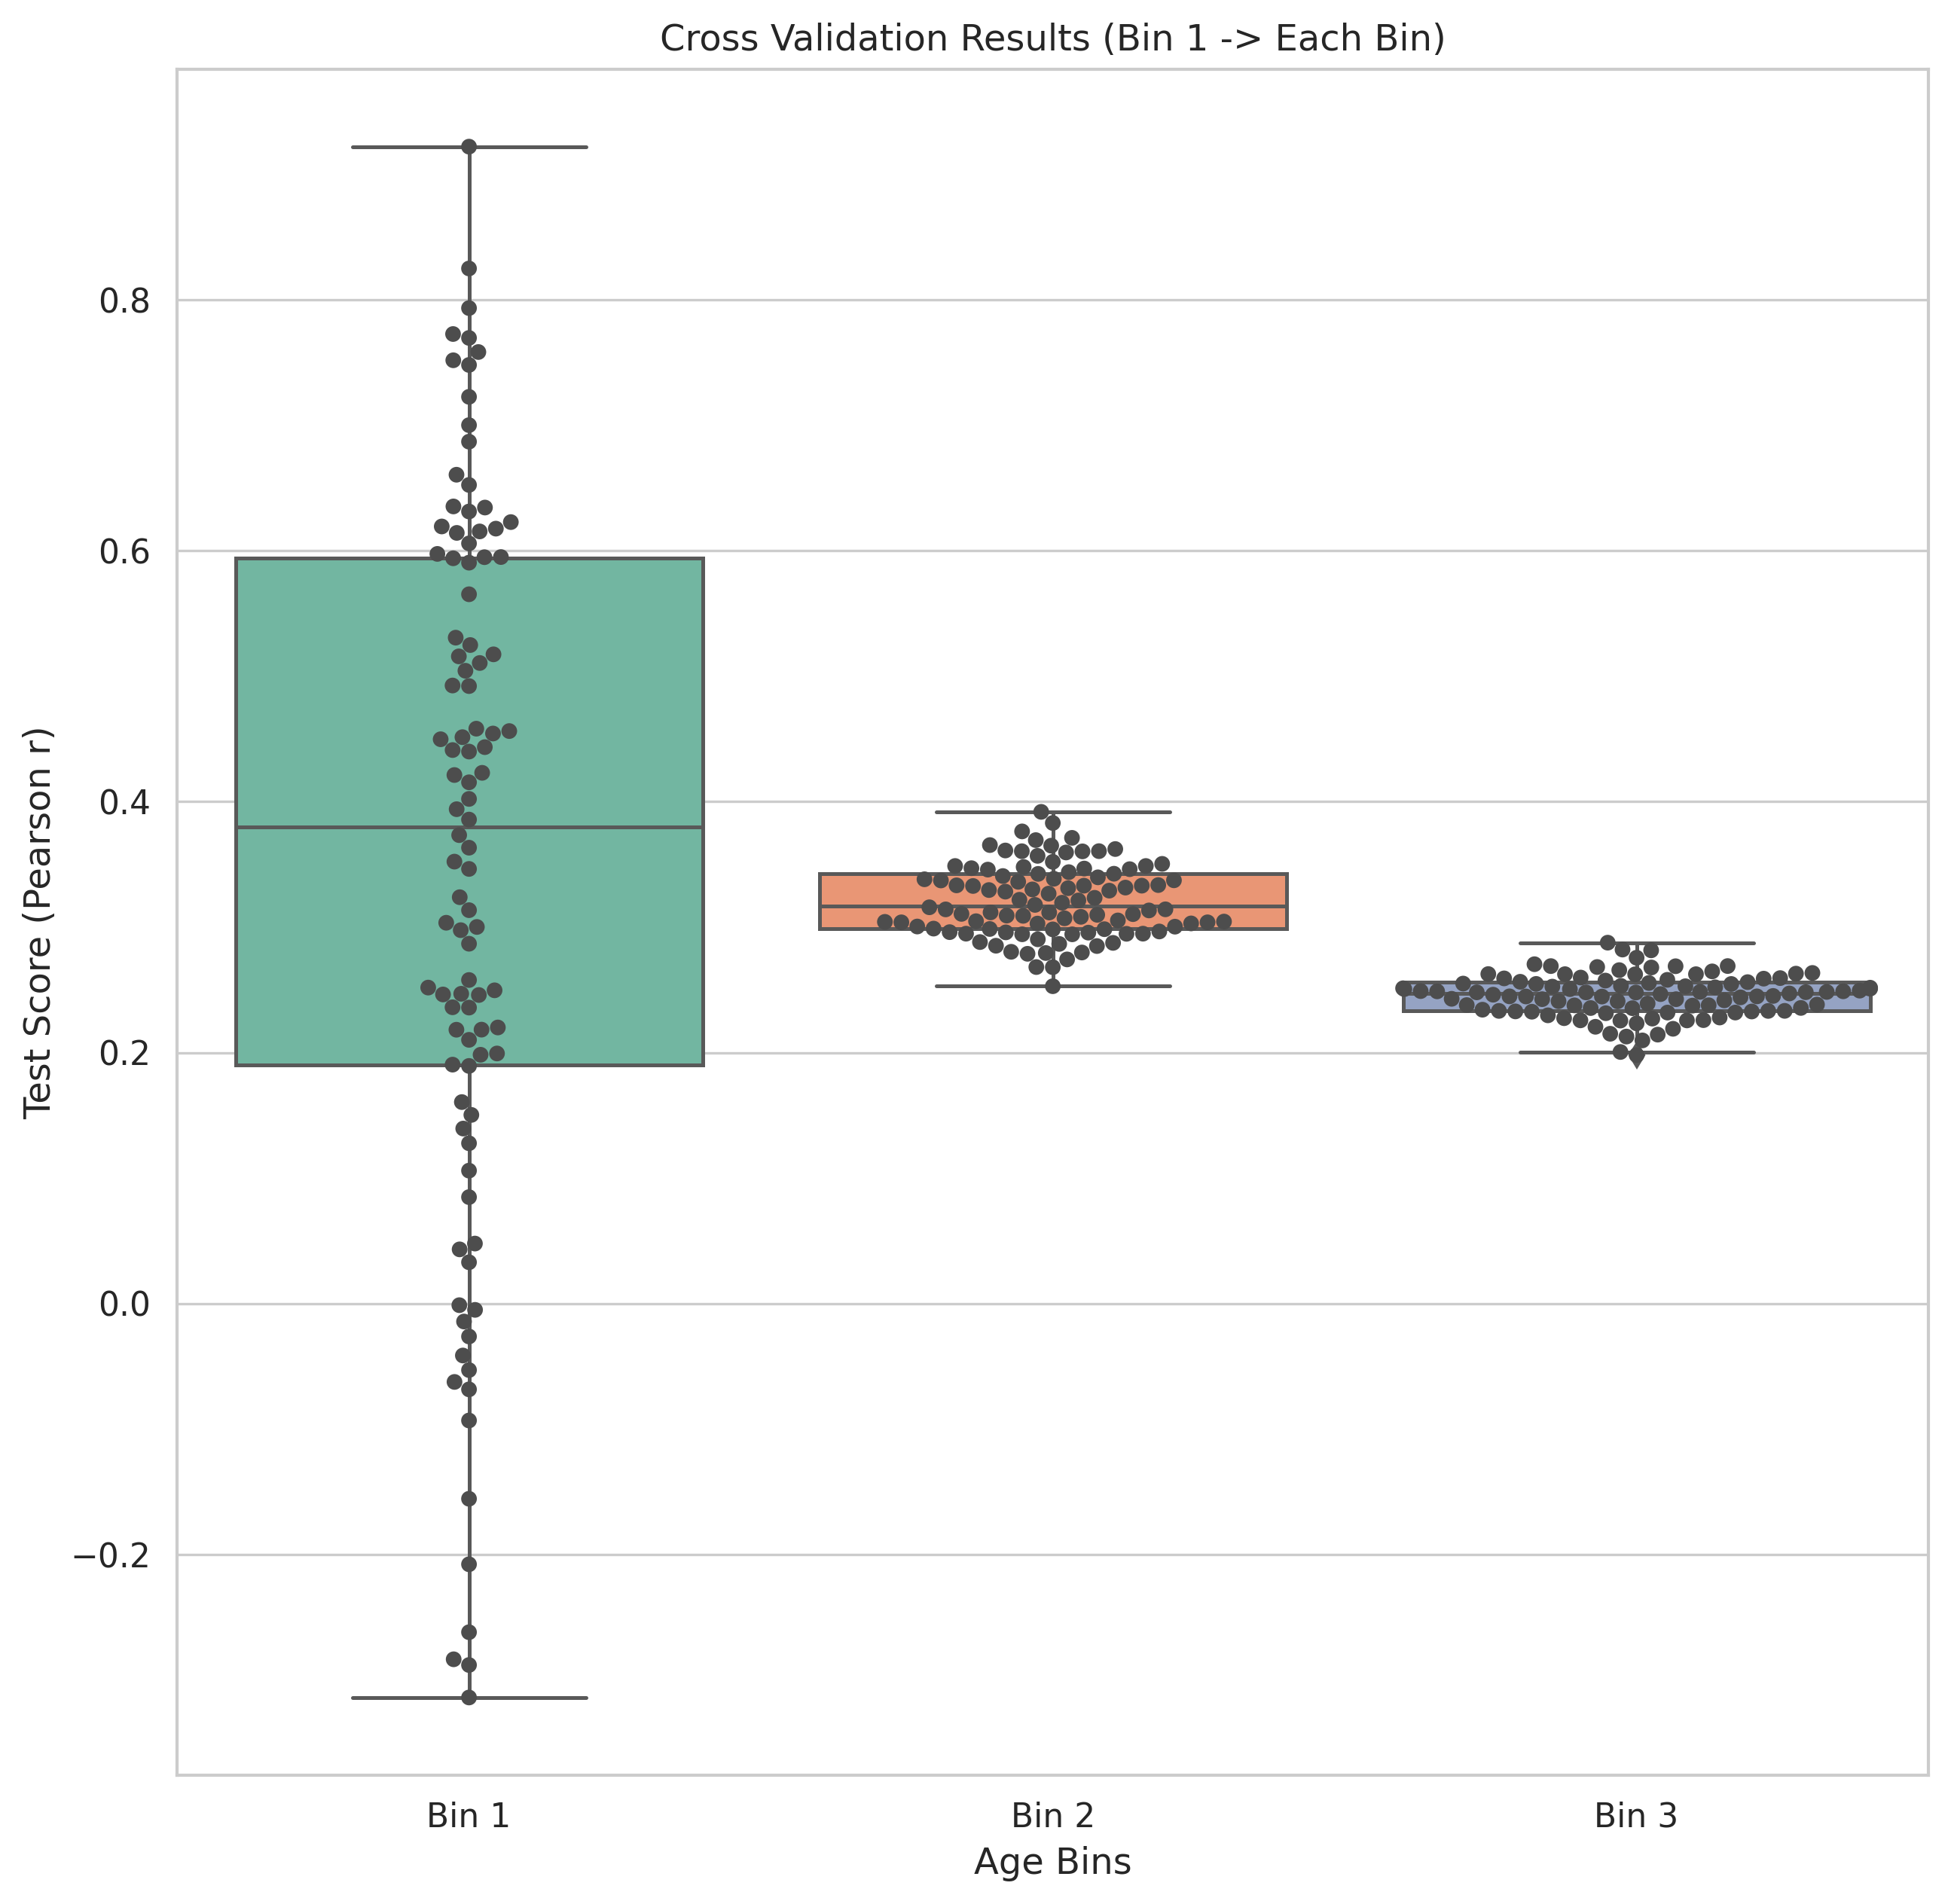 Cross Validation Results (Bin 1 -> Each Bin)
Test Score (Pearson r)
0.8
0.6
0.4
0.2
0.0
−0.2
Bin 1
Bin 2
Bin 3
Age Bins